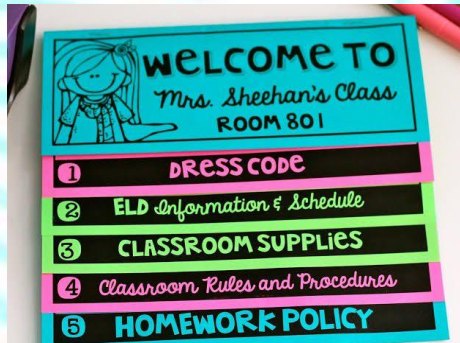 WELCOME TO
Mrs. Sheehan's Class
ROOM 801
1 DRESS CODE
2 ELD Information & Schedule
3 CLASSROOM SUPPLIES
4 Classroom Rules and Procedures
5 HOMEWORK POLICY